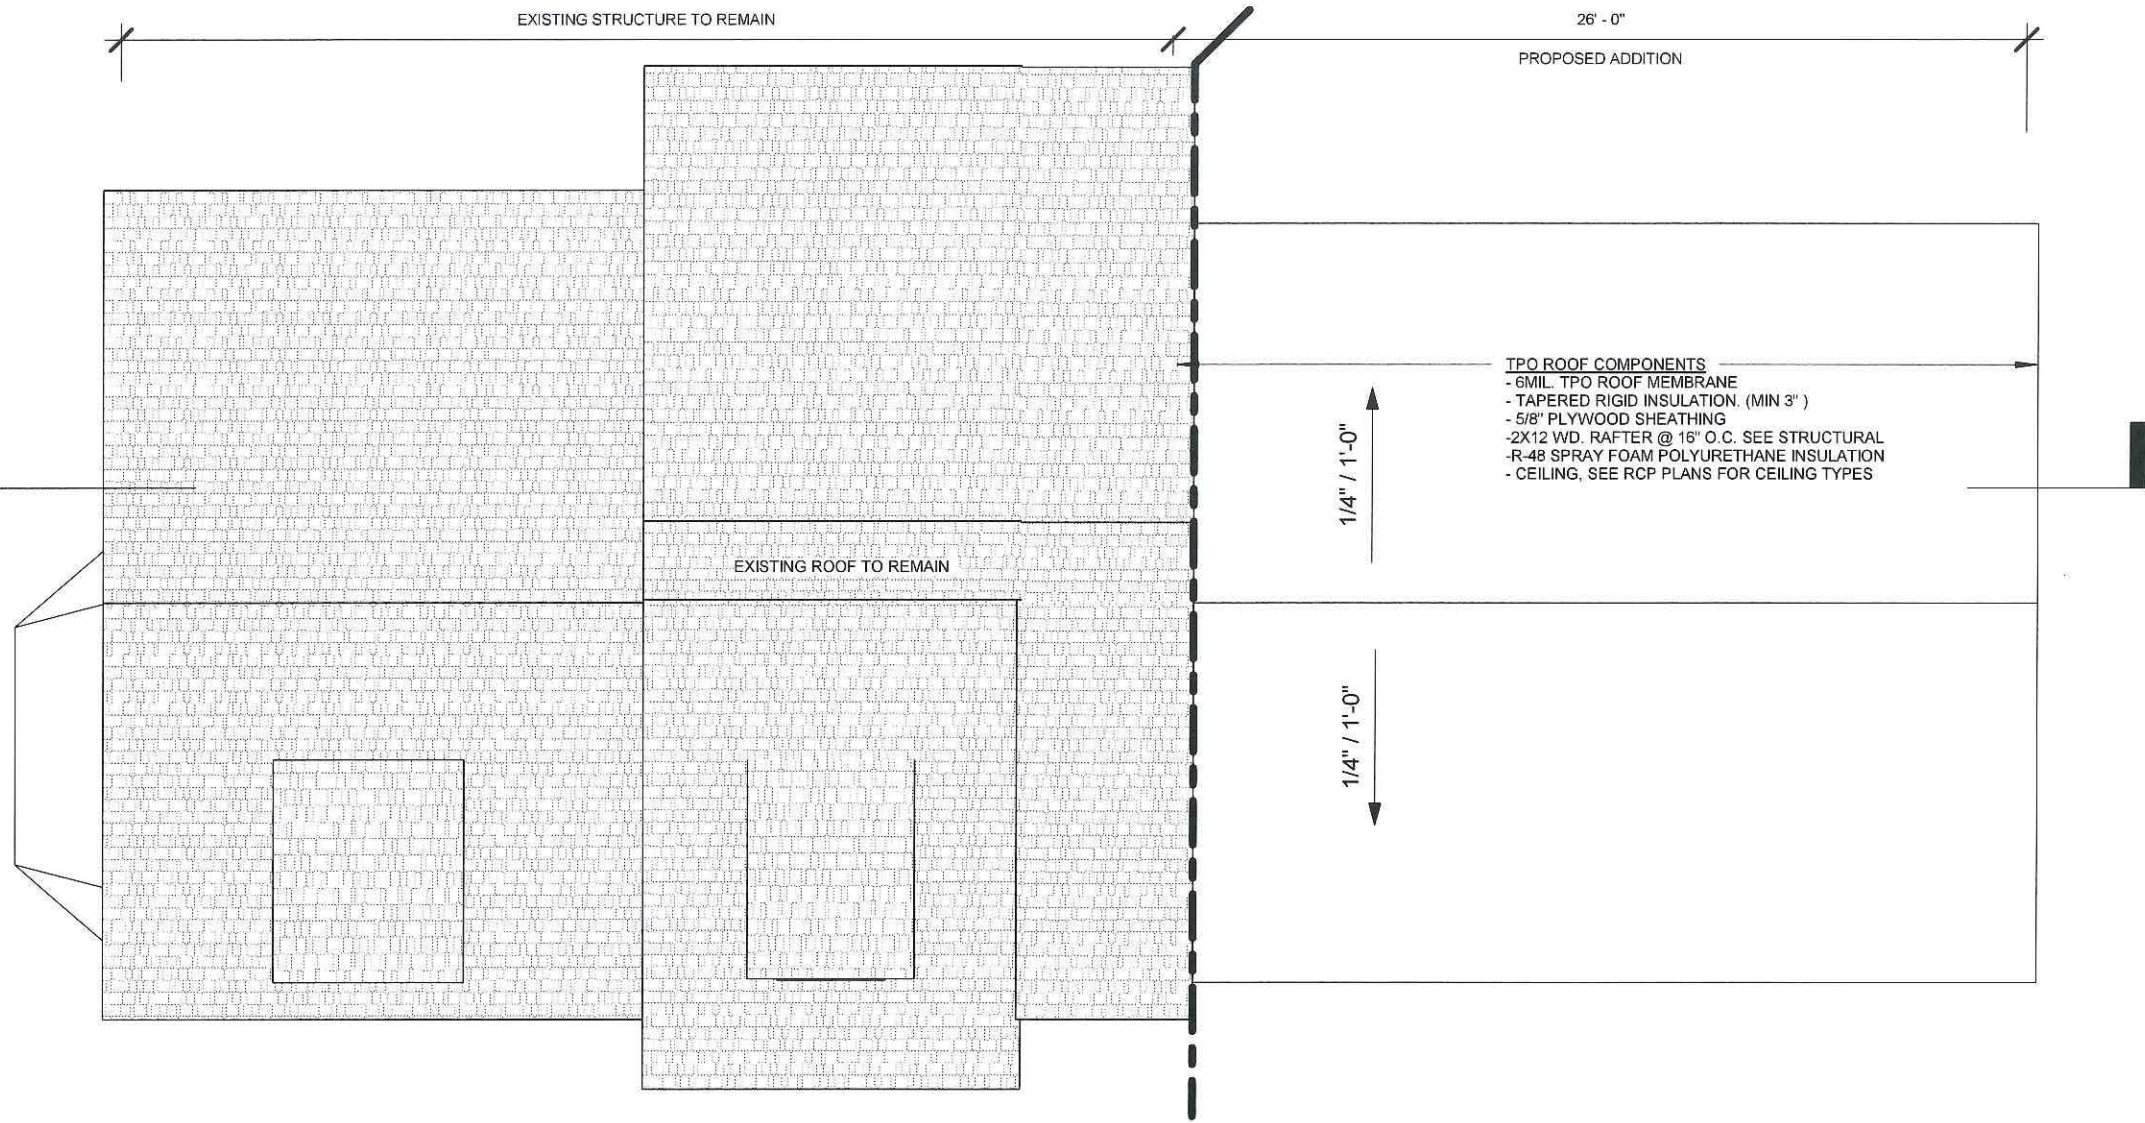 EXISTING STRUCTURE TO REMAIN
26' - 0"
PROPOSED ADDITION
TPO ROOF COMPONENTS
- 6MIL. TPO ROOF MEMBRANE
- TAPERED RIGID INSULATION. (MIN 3" )
- 5/8" PLYWOOD SHEATHING
-2X12 WD. RAFTER @ 16" O.C. SEE STRUCTURAL
-R-48 SPRAY FOAM POLYURETHANE INSULATION
- CEILING, SEE RCP PLANS FOR CEILING TYPES
1/4" / 1'-0"
EXISTING ROOF TO REMAIN
1/4" / 1'-0"